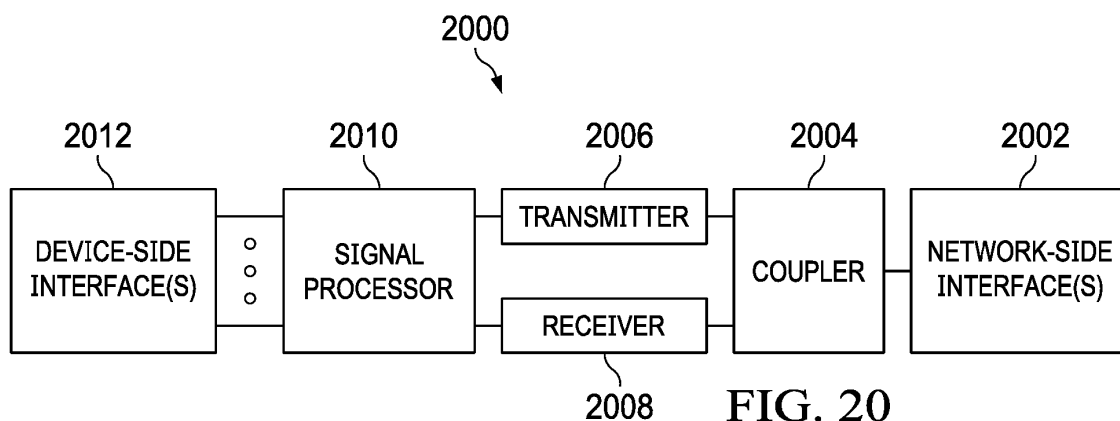 2000
2012
2010
2006
2004
2002
DEVICE-SIDE
INTERFACE(S)
SIGNAL
PROCESSOR
TRANSMITTER
RECEIVER
COUPLER
NETWORK-SIDE
INTERFACE(S)
2008
FIG. 20